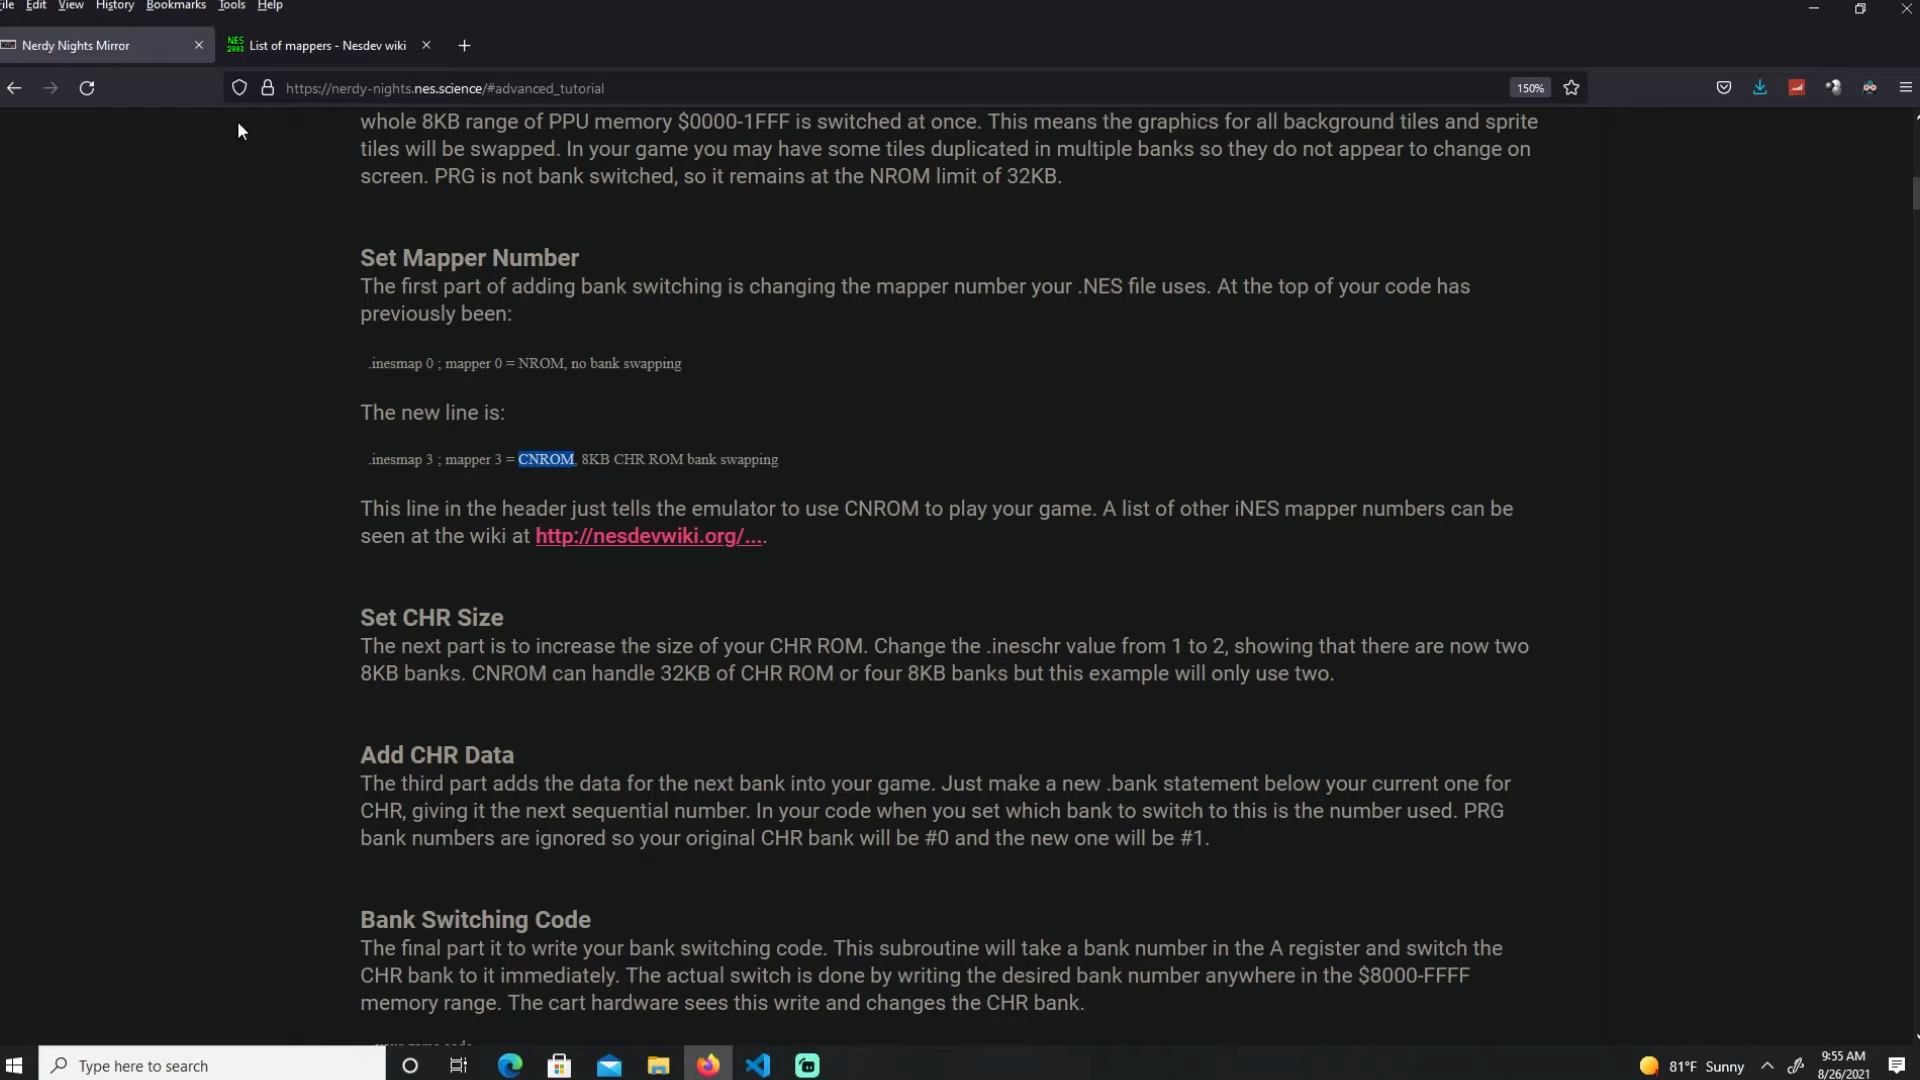 File Edit View History Bookmarks Tools Help
Nerdy Nights Mirror
List of mappers - Nesdev wiki
https://nerdy-nights.nes.science/#advanced_tutorial
150%
whole 8KB range of PPU memory $0000-1FFF is switched at once. This means the graphics for all background tiles and sprite
tiles will be swapped. In your game you may have some tiles duplicated in multiple banks so they do not appear to change on
screen. PRG is not bank switched, so it remains at the NROM limit of 32KB.
Set Mapper Number
The first part of adding bank switching is changing the mapper number your .NES file uses. At the top of your code has
previously been:
.inesmap 0 ; mapper 0 = NROM, no bank swapping
The new line is:
.inesmap 3 ; mapper 3 = CNROM, 8KB CHR ROM bank swapping
This line in the header just tells the emulator to use CNROM to play your game. A list of other iNES mapper numbers can be
seen at the wiki at http://nesdevwiki.org/....
Set CHR Size
The next part is to increase the size of your CHR ROM. Change the .ineschr value from 1 to 2, showing that there are now two
8KB banks. CNROM can handle 32KB of CHR ROM or four 8KB banks but this example will only use two.
Add CHR Data
The third part adds the data for the next bank into your game. Just make a new .bank statement below your current one for
CHR, giving it the next sequential number. In your code when you set which bank to switch to this is the number used. PRG
bank numbers are ignored so your original CHR bank will be #0 and the new one will be #1.
Bank Switching Code
The final part it to write your bank switching code. This subroutine will take a bank number in the A register and switch the
CHR bank to it immediately. The actual switch is done by writing the desired bank number anywhere in the $8000-FFFF
memory range. The cart hardware sees this write and changes the CHR bank.
Type here to search
81°F Sunny
9:55 AM
8/26/2021